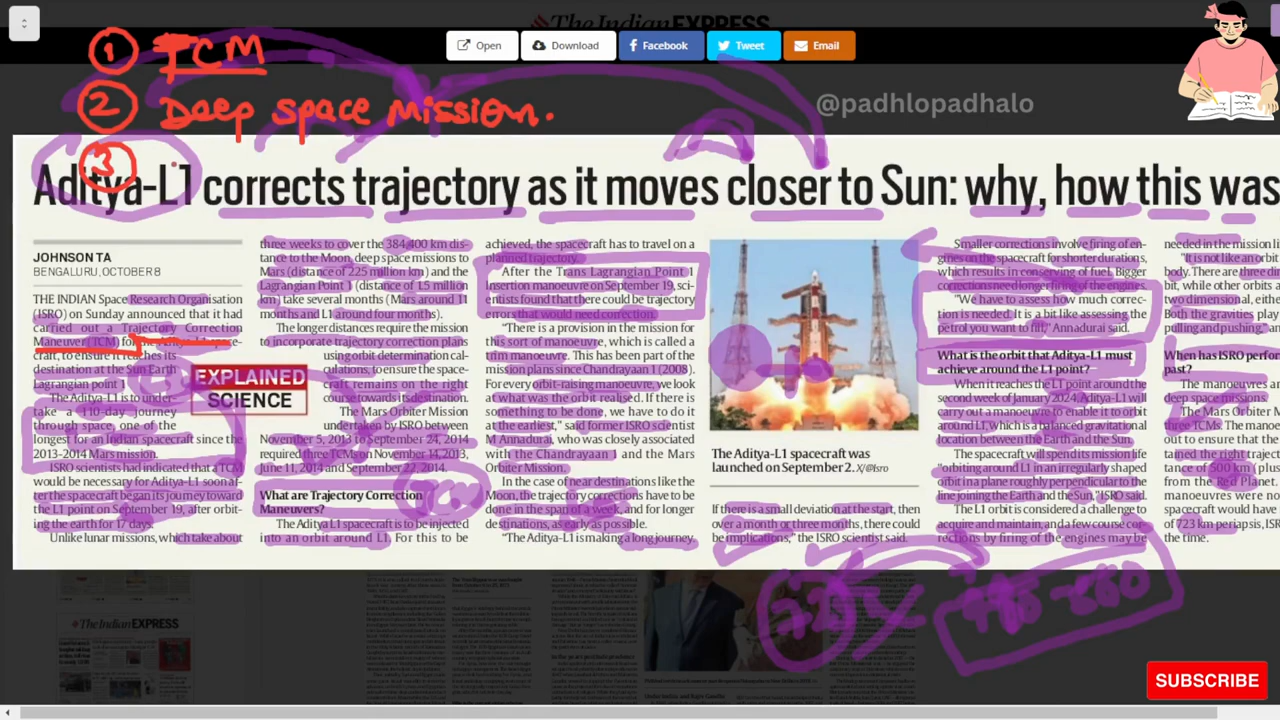 The Indian EXPRESS
Open
Download
Facebook
Tweet
Email
① TCM
② Deep space mission.
③
@padhlopadhalo
Aditya-L1 corrects trajectory as it moves closer to Sun: why, how this was
JOHNSON TA
BENGALURU, OCTOBER 8
THE INDIAN Space Research Organisation
(ISRO) on Sunday announced that it had
carried out a Trajectory Correction
Maneuver (TCM) for the Aditya-L1 space-
craft, to ensure it reaches its
destination at the Sun Earth
Lagrangian point 1
The Aditya L1 is to under-
take a 110-day journey
through space, one of the
longest for an Indian spacecraft since the
2013-2014 Mars mission.
ISRO scientists had indicated that a TCM
would be necessary for Aditya-L1 soon af-
ter the spacecraft began its journey toward
the L1 point on September 19, after orbit-
ing the earth for 17 days.
Unlike lunar missions, which take about
EXPLAINED
SCIENCE
three weeks to cover the 384,400 km dis-
tance to the Moon, deep space missions to
Mars (distance of 225 million km) and the
Lagrangian Point 1 (distance of 1.5 million
km) take several months (Mars around 11
months and L1 around four months).
The longer distances require the mission
to incorporate trajectory correction plans
using orbit determination cal-
culations, to ensure the space-
craft remains on the right
course towards its destination.
The Mars Orbiter Mission
undertaken by ISRO between
November 5, 2013 to September 24, 2014
required three TCMs on November 14, 2013,
June 11, 2014 and September 22, 2014.
What are Trajectory Correction
Maneuvers?
The Aditya L1 spacecraft is to be injected
into an orbit around L1. For this to be
achieved, the spacecraft has to travel on a
planned trajectory.
After the Trans Lagrangian Point 1
Insertion manoeuvre on September 19, sci-
entists found that there could be trajectory
errors that would need correction.
"There is a provision in the mission for
this sort of manoeuvre, which is called a
trim manoeuvre. This has been part of the
mission plans since Chandrayaan 1 (2008).
For every orbit-raising manoeuvre, we look
at what was the orbit realised. If there is
something to be done, we have to do it
at the earliest," said former ISRO scientist
M Annadurai, who was closely associated
with the Chandrayaan 1 and the Mars
Orbiter Mission.
In the case of near destinations like the
Moon, the trajectory corrections have to be
done in the span of a week, and for longer
destinations, as early as possible.
"The Aditya-L1 is making a long journey.
The Aditya-L1 spacecraft was
launched on September 2. X/@Isro
If there is a small deviation at the start, then
over a month or three months, there could
be implications," the ISRO scientist said.
Smaller corrections involve firing of en-
gines on the spacecraft for shorter durations,
which results in conserving of fuel. Bigger
corrections need longer firing of the engines.
"We have to assess how much correc-
tion is needed. It is a bit like assessing the
petrol you want to fill," Annadurai said.
What is the orbit that Aditya-L1 must
achieve around the L1 point?
When it reaches the L1 point around the
second week of January 2024, Aditya-L1 will
carry out a manoeuvre to enable it to orbit
around L1, which is a balanced gravitational
location between the Earth and the Sun.
The spacecraft will spend its mission life
"orbiting around L1 in an irregularly shaped
orbit in a plane roughly perpendicular to the
line joining the Earth and the Sun," ISRO said.
The L1 orbit is considered a challenge to
acquire and maintain, and a few course cor-
rections by firing of the engines may be
needed in the mission li
"It is not like an orbit
body. There are three di
bit, while other orbits a
two dimensional, eithe
Both the gravities play
pulling and pushing," an
When has ISRO perfor
past?
The manoeuvres a
deep space missions.
The Mars Orbiter M
three TCMs. The manoe
out to ensure that the
tained the right traject
tance of 500 km plus
from the Red Planet.
manoeuvres were no
spacecraft would have
of 723 km periapsis, IS
the time.
The Indian EXPRESS
SUBSCRIBE